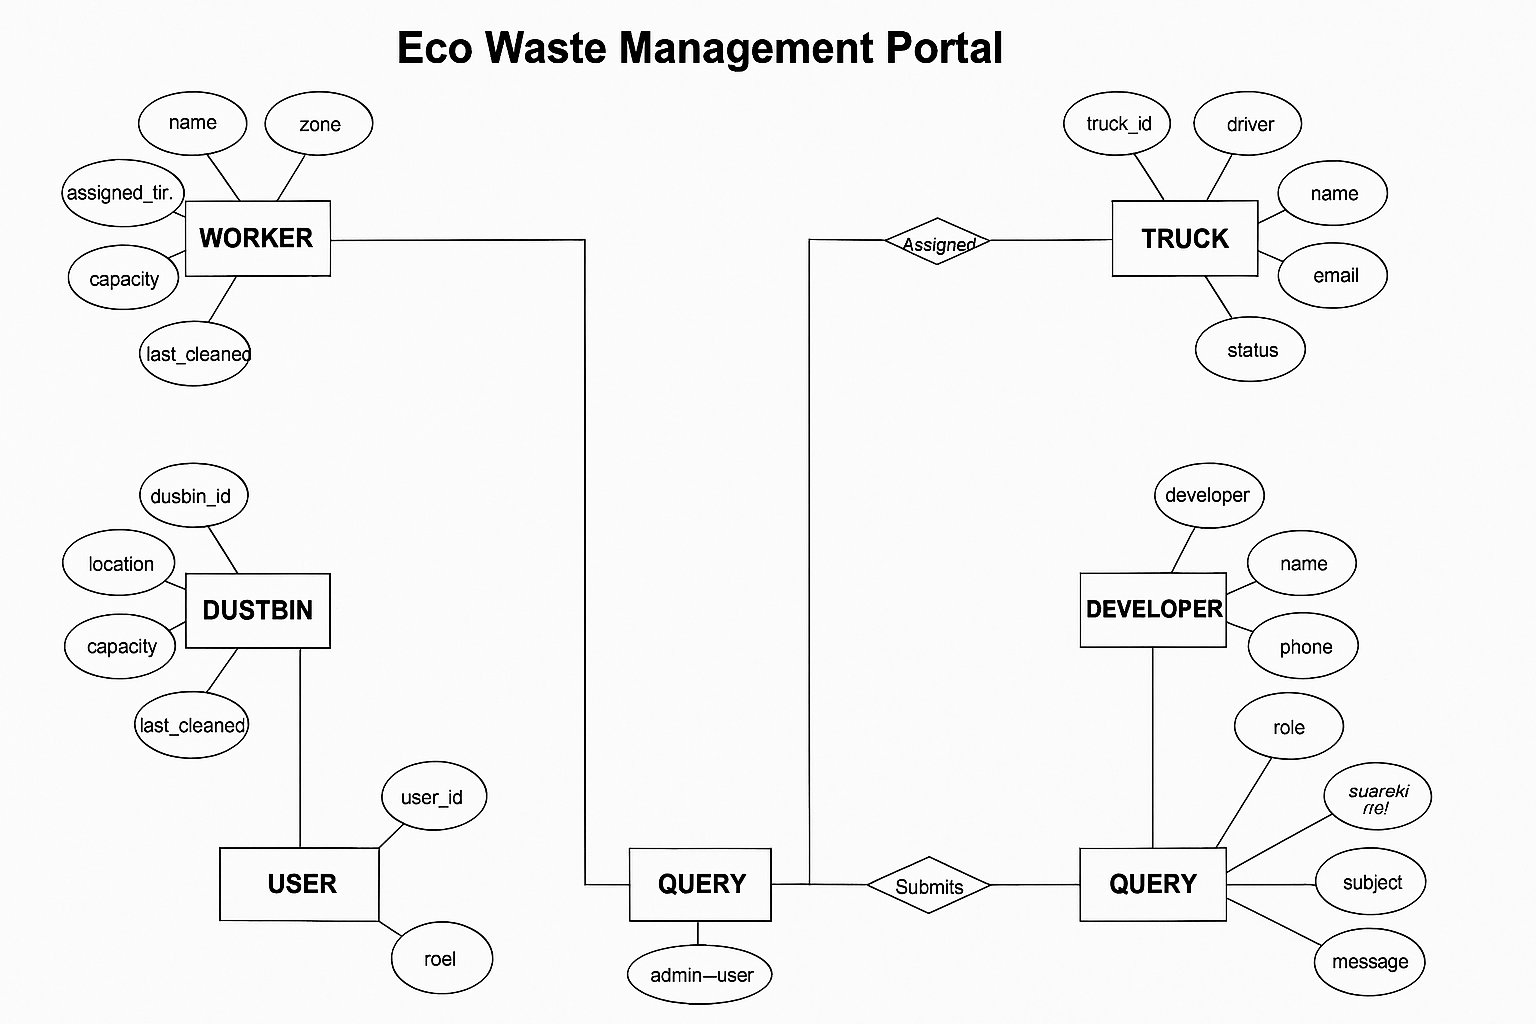 Eco Waste Management Portal
name
zone
assigned_tir.
capacity
last_cleaned
WORKER
Assigned
truck_id
driver
name
email
status
TRUCK
dusbin_id
location
capacity
last_cleaned
DUSTBIN
developer
name
phone
DEVELOPER
user_id
roel
USER
QUERY
admin—user
Submits
QUERY
role
suareki
subject
message